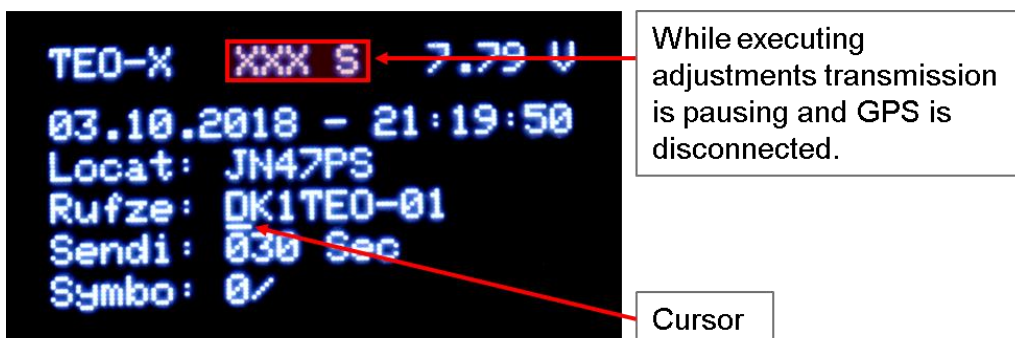 TEO-X XXX S 7.79 V
03.10.2018 - 21:19:50
Locat: JN47PS
Rufze: DK1TEO-01
Sendi: 030 Sec
Symbo: 0/
While executing
adjustments transmission
is pausing and GPS is
disconnected.
Cursor